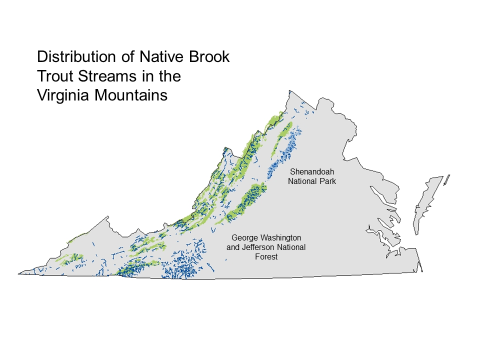 Distribution of Native Brook
Trout Streams in the
Virginia Mountains
Shenandoah
National Park
George Washington
and Jefferson National
Forest